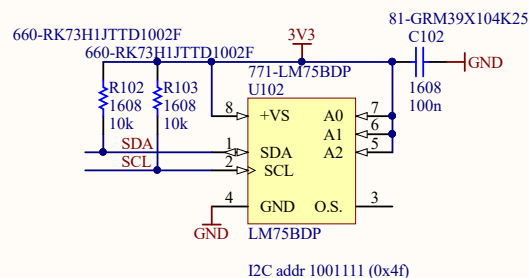 660-RK73H1JTTD1002F
660-RK73H1JTTD1002F
3V3
81-GRM39X104K25
C102
GND
1608
100n
771-LM75BDP
U102
R102
1608
10k
R103
1608
10k
SDA
SCL
8 +VS A0 7
A1 6
1 SDA A2 5
2 SCL
4 GND O.S. 3
GND
LM75BDP
I2C addr 1001111 (0x4f)